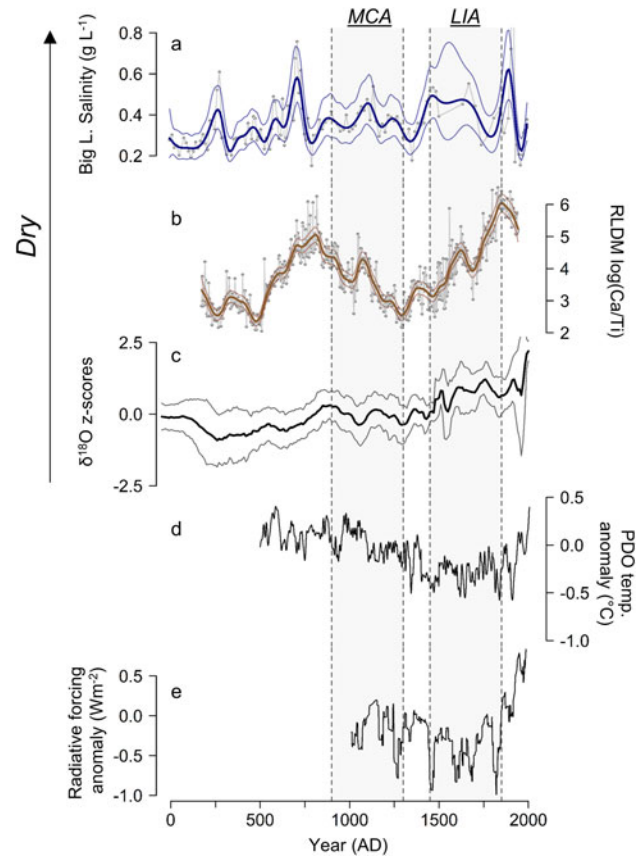 MCA LIA
Dry
a
Big L. Salinity (g L-1)
0.8
0.6
0.4
0.2
b
RLDM log(Ca/Ti)
6
5
4
3
2
c
δ18O z-scores
2.5
0.0
-2.5
d
PDO temp.
anomaly (°C)
0.5
0.0
-0.5
-1.0
e
Radiative forcing
anomaly (Wm-2)
0.5
0.0
-0.5
-1.0
0 500 1000 1500 2000
Year (AD)